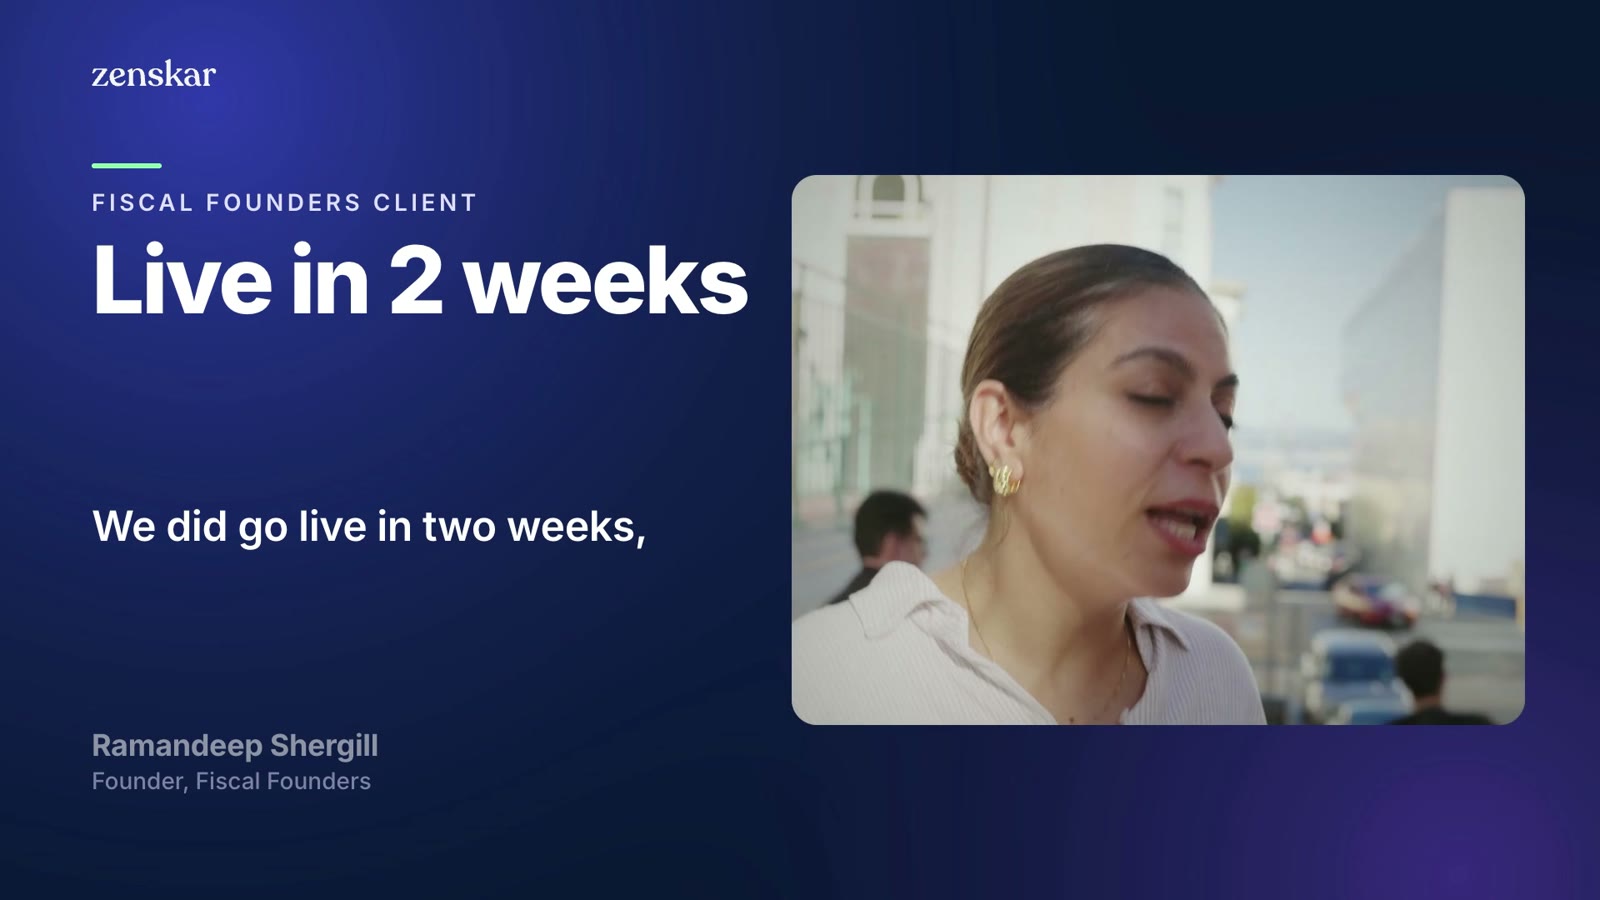 zenskar
FISCAL FOUNDERS CLIENT
Live in 2 weeks
We did go live in two weeks,
Ramandeep Shergill
Founder, Fiscal Founders